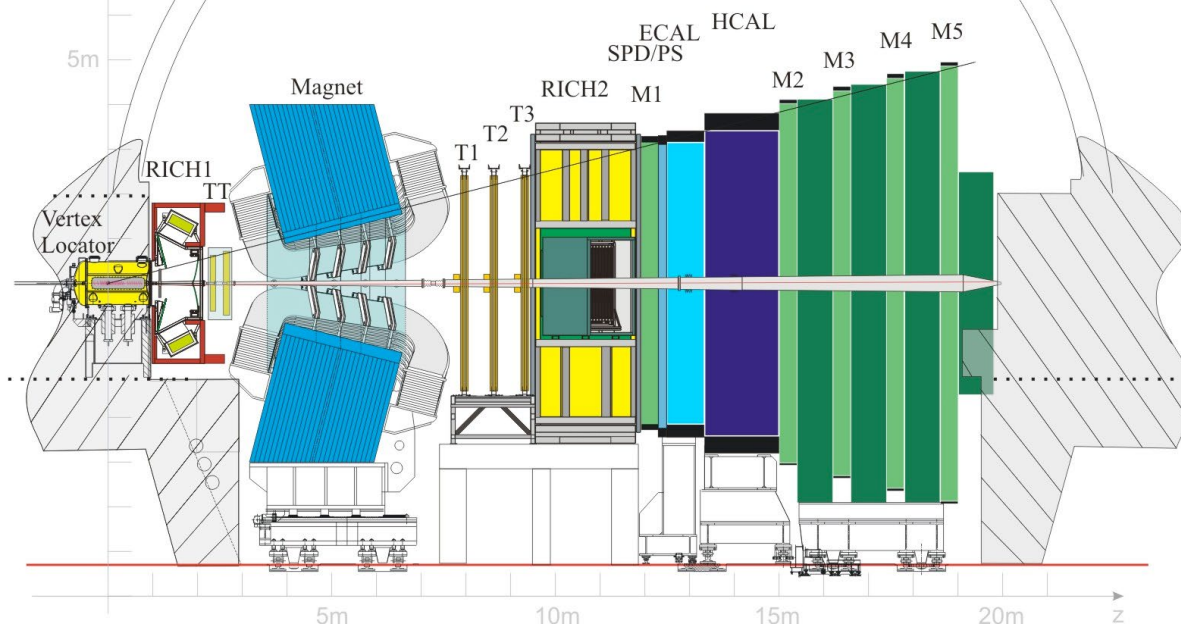 HCAL
ECAL
SPD/PS
M5
M4
M3
M2
M1
RICH2
T3
T2
T1
Magnet
5m
RICH1
TT
Vertex
Locator
5m
10m
15m
20m
z